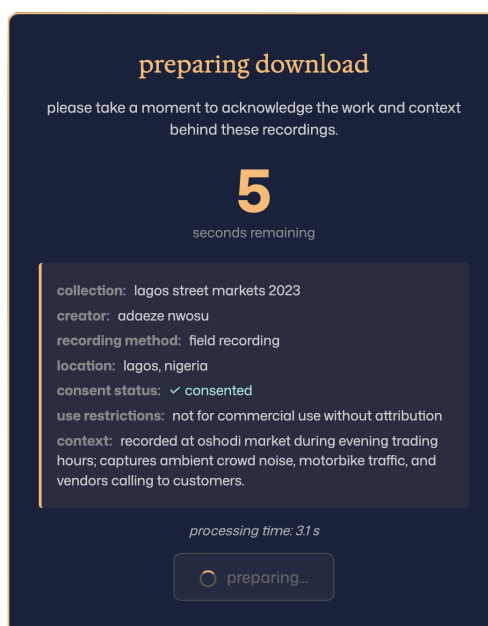 preparing download
please take a moment to acknowledge the work and context
behind these recordings.
5
seconds remaining
collection: lagos street markets 2023
creator: adaeze nwosu
recording method: field recording
location: lagos, nigeria
consent status: ✓ consented
use restrictions: not for commercial use without attribution
context: recorded at oshodi market during evening trading
hours; captures ambient crowd noise, motorbike traffic, and
vendors calling to customers.
processing time: 3.1 s
preparing...